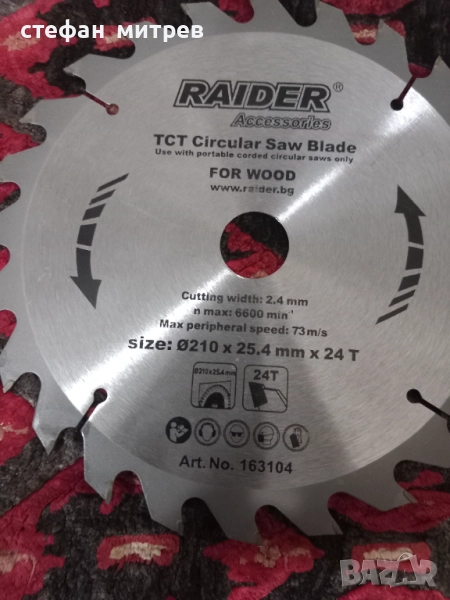 стефан митрев
RAIDER®
Accessories
TCT Circular Saw Blade
Use with portable corded circular saws only
FOR WOOD
www.raider.bg
Cutting width: 2.4 mm
n max: 6600 min⁻¹
Max peripheral speed: 73m/s
size: Ø210 x 25.4 mm x 24 T
Ø210x25.4mm 24T
Art. No. 163104
BAZAR